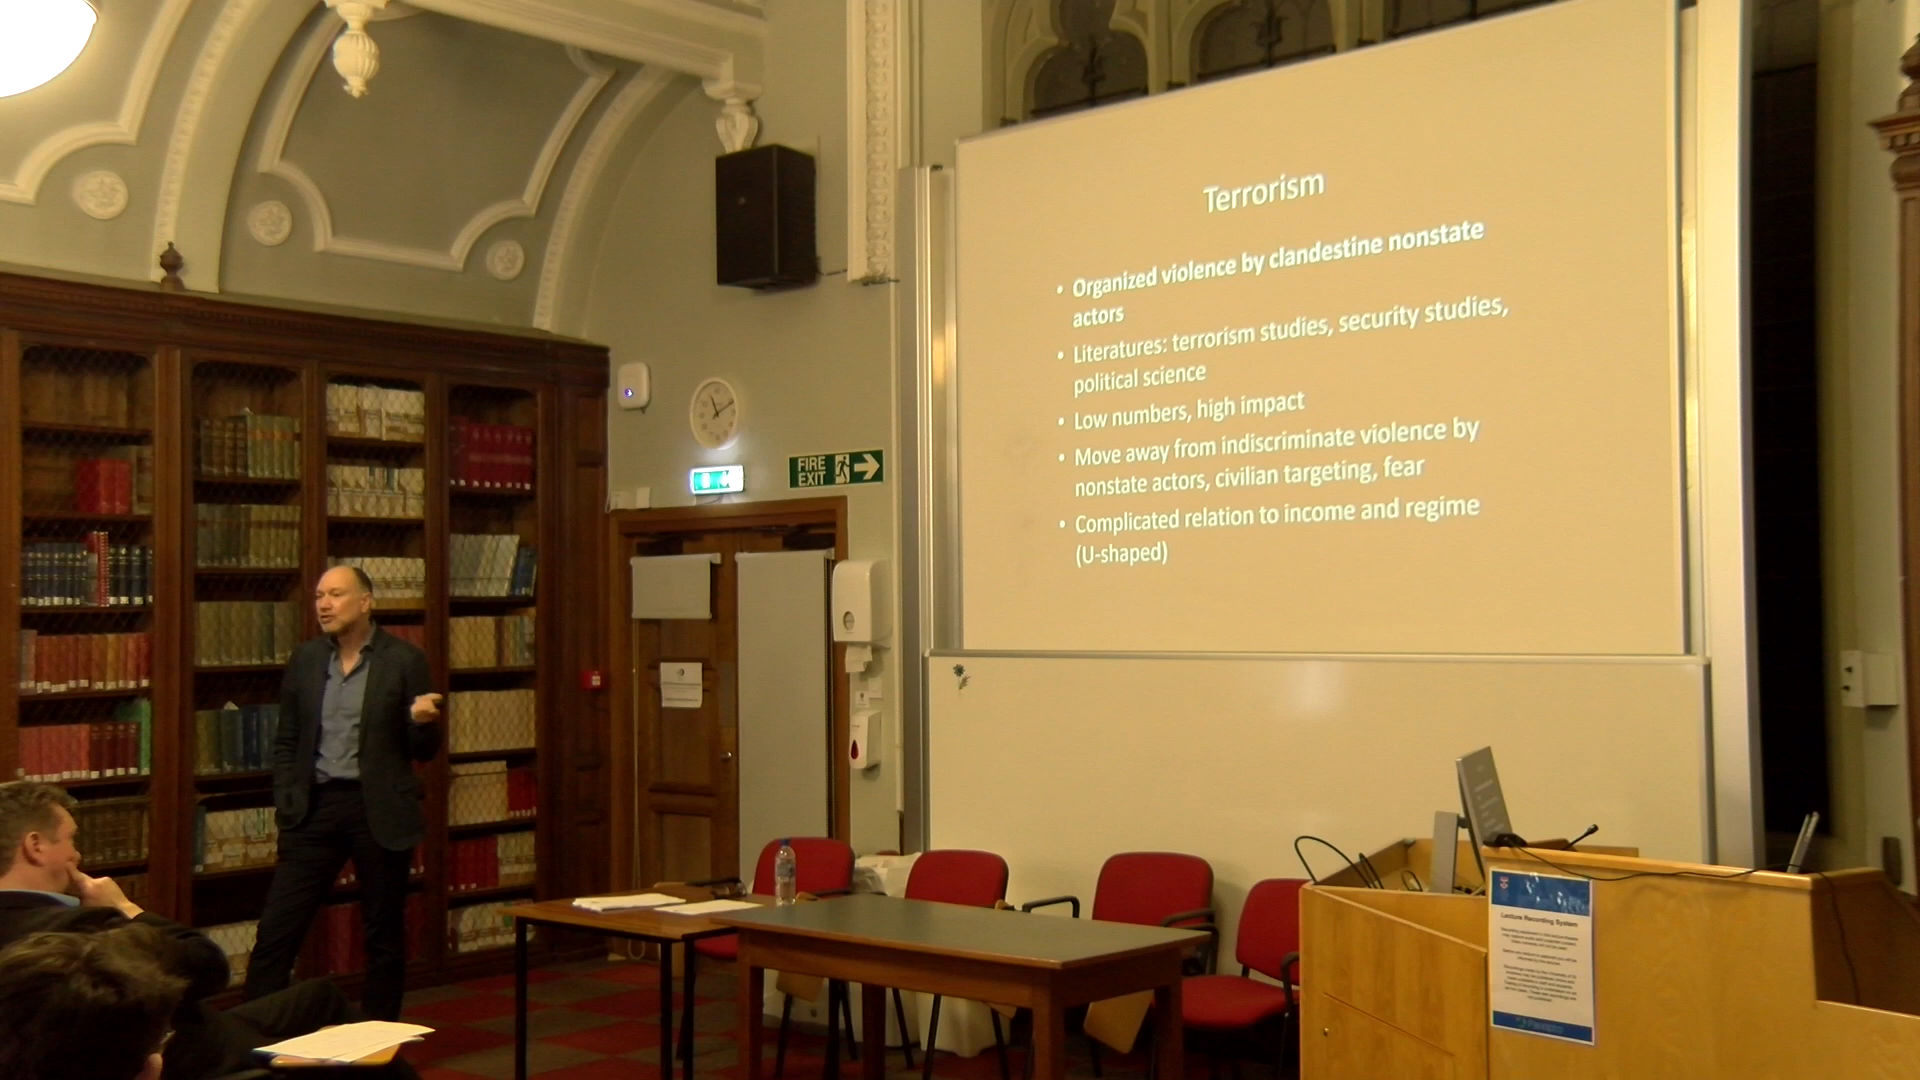 Terrorism
• Organized violence by clandestine nonstate
actors
• Literatures: terrorism studies, security studies,
political science
• Low numbers, high impact
• Move away from indiscriminate violence by
nonstate actors, civilian targeting, fear
• Complicated relation to income and regime
(U-shaped)
FIRE
EXIT
Lecture Recording System